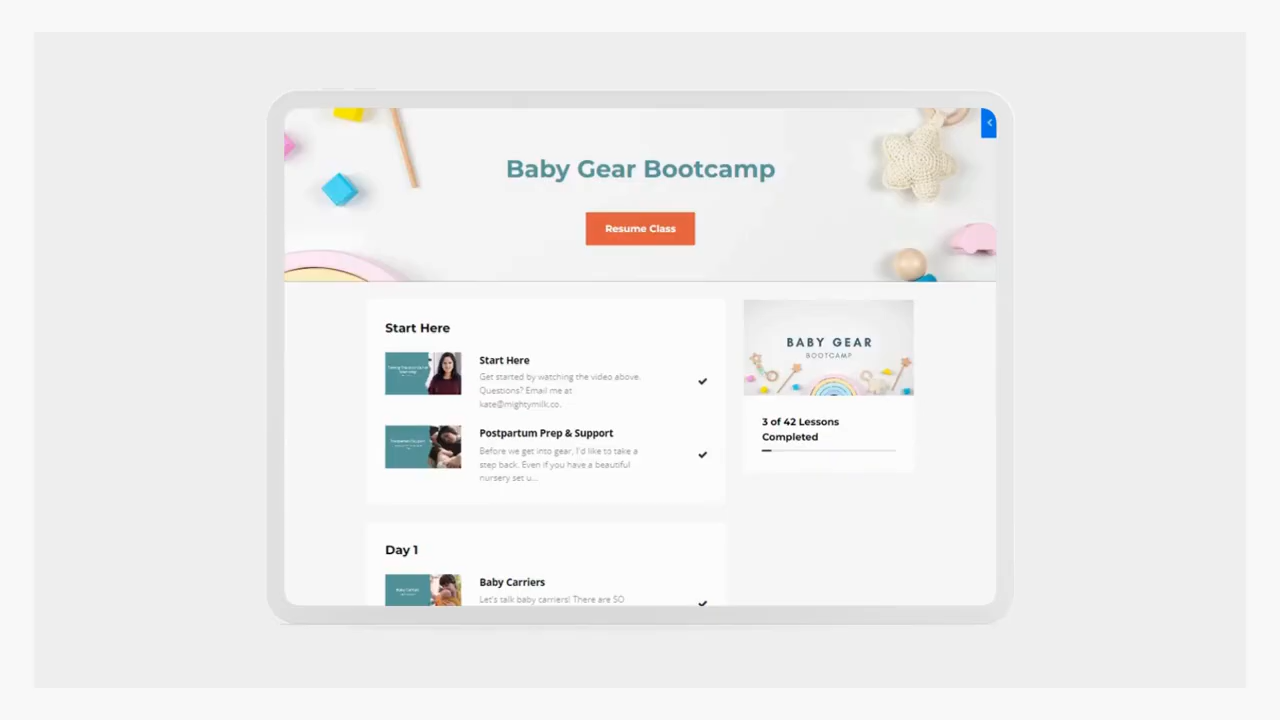 Baby Gear Bootcamp
Resume Class
Start Here
Start Here
Get started by watching the video above.
Questions? Email me at
kate@mightymilk.co.
Postpartum Prep & Support
Before we get into gear, I'd like to take a
step back. Even if you have a beautiful
nursery set u...
Day 1
Baby Carriers
Let's talk baby carriers! There are SO
BABY GEAR
BOOTCAMP
3 of 42 Lessons
Completed